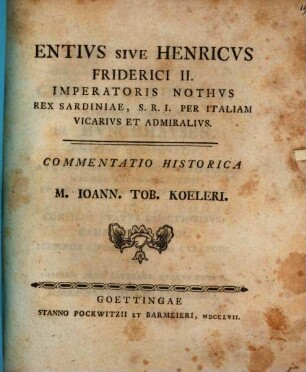 ENTIVS SIVE HENRICVS
FRIDERICI II.
IMPERATORIS NOTHVS
REX SARDINIAE, S. R. I. PER ITALIAM
VICARIVS ET ADMIRALIVS.
COMMENTATIO HISTORICA
M. IOANN. TOB. KOELERI.
GOETTINGAE
STANNO POCKWITZII ET BARMEIERI, MDCCLVII.